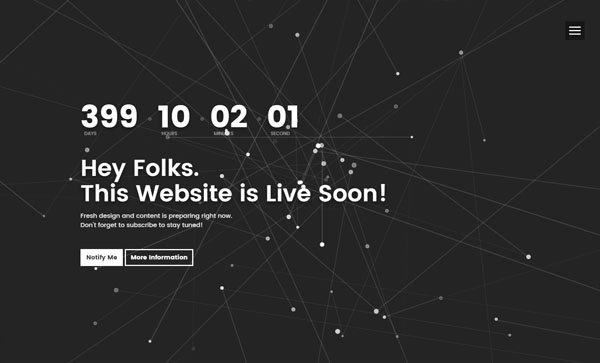 399 10 02 01
DAYS HOURS MINUTES SECOND
Hey Folks.
This Website is Live Soon!
Fresh design and content is preparing right now.
Don't forget to subscribe to stay tuned!
Notify Me More Information